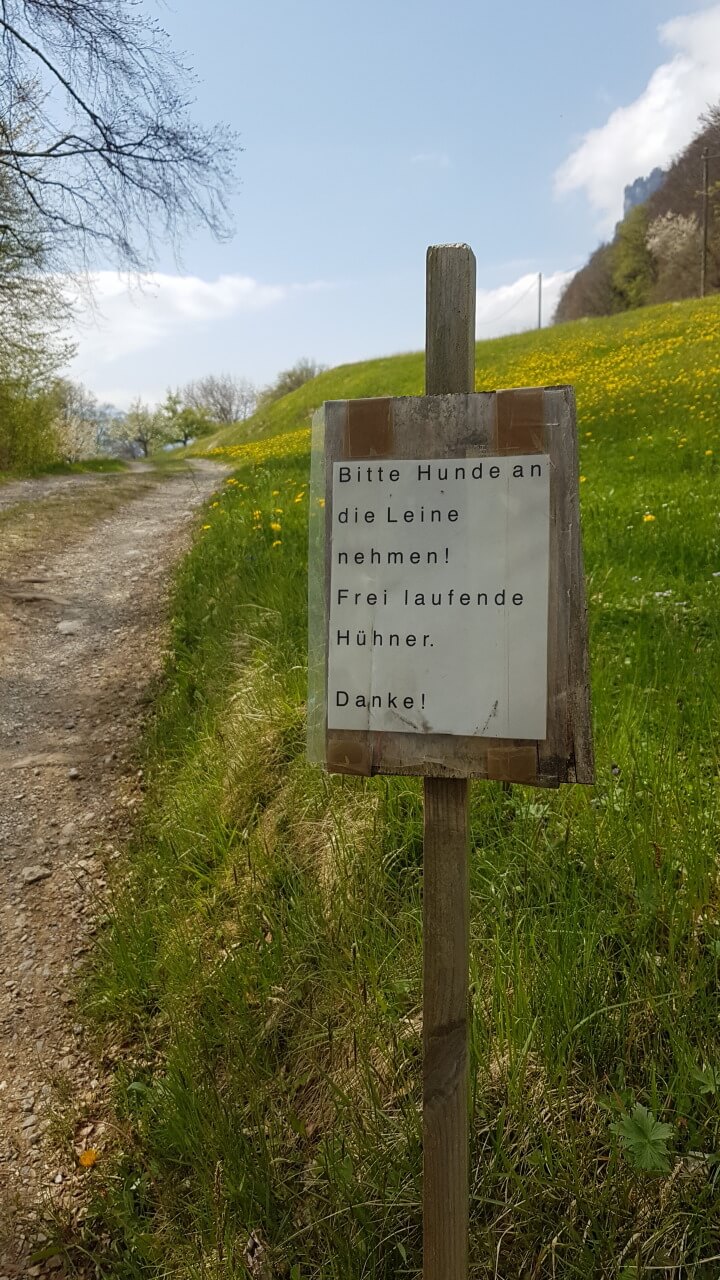 Bitte Hunde an
die Leine
nehmen!
Frei laufende
Hühner.
Danke!